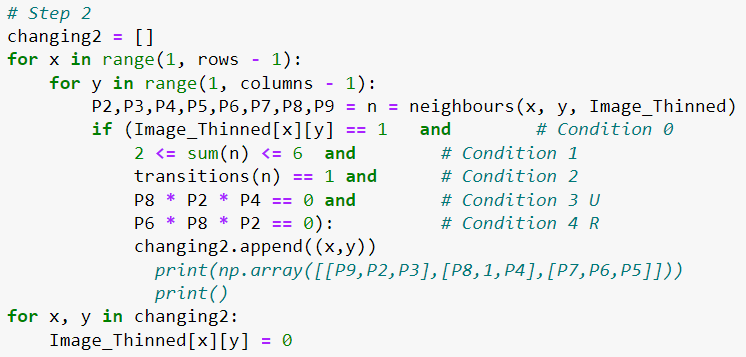 # Step 2
changing2 = []
for x in range(1, rows - 1):
    for y in range(1, columns - 1):
        P2,P3,P4,P5,P6,P7,P8,P9 = n = neighbours(x, y, Image_Thinned)
        if (Image_Thinned[x][y] == 1   and        # Condition 0
            2 <= sum(n) <= 6  and        # Condition 1
            transitions(n) == 1 and      # Condition 2
            P8 * P2 * P4 == 0 and        # Condition 3 U
            P6 * P8 * P2 == 0):          # Condition 4 R
            changing2.append((x,y))
              print(np.array([[P9,P2,P3],[P8,1,P4],[P7,P6,P5]]))
              print()
for x, y in changing2:
    Image_Thinned[x][y] = 0